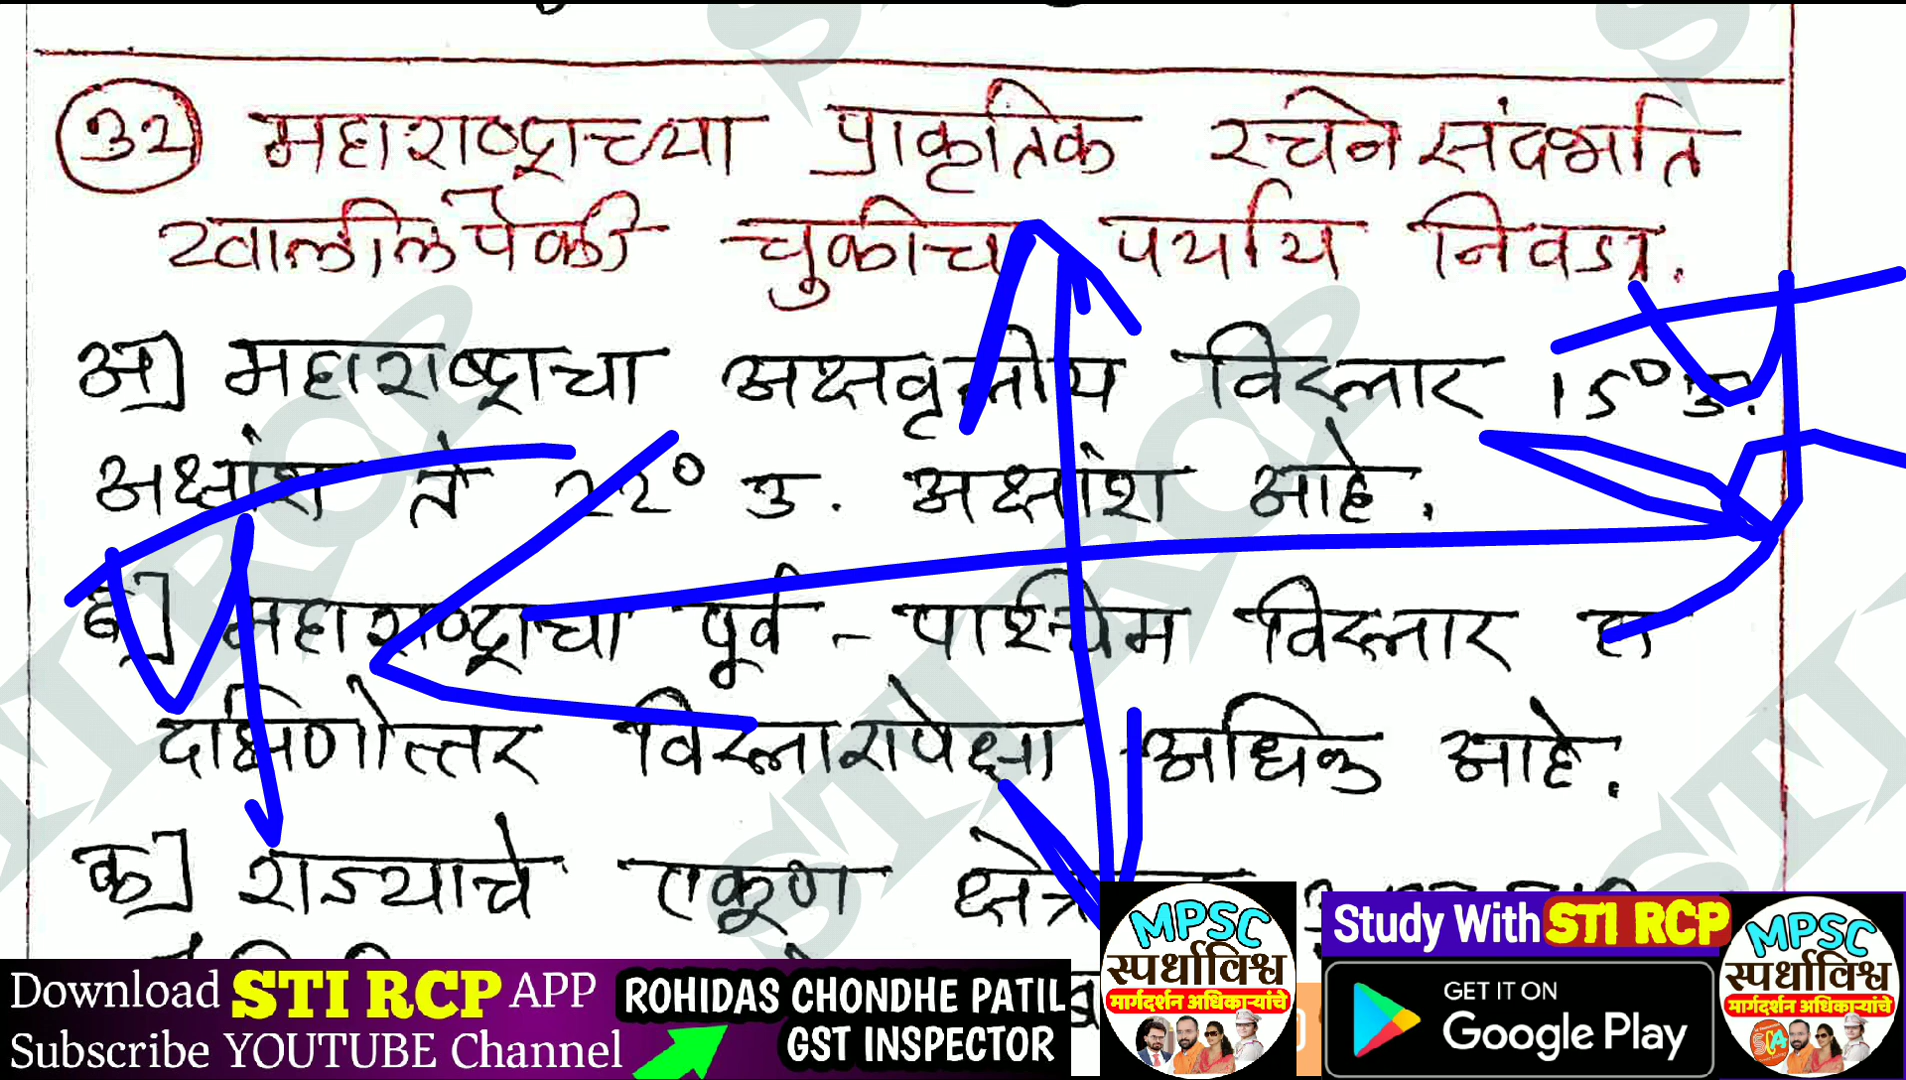 32 महाराष्ट्राच्या प्राकृतिक रचने संदर्भात
खालीलपैकी चुकीचा पर्याय निवडा.
अ] महाराष्ट्राचा अक्षवृत्तीय विस्तार 15° उ.
अक्षांश ते 22° उ. अक्षांश आहे.
ब] महाराष्ट्राचा पूर्व - पश्चिम विस्तार हा
दक्षिणोत्तर विस्तारापेक्षा अधिक आहे.
क] राज्याचे एकूण
STI RCP
Download STI RCP APP
Subscribe YOUTUBE Channel
ROHIDAS CHONDHE PATIL
GST INSPECTOR
MPSC
स्पर्धाविश्व
मार्गदर्शन अधिकाऱ्यांचे
Study With STI RCP
GET IT ON
Google Play
MPSC
स्पर्धाविश्व
मार्गदर्शन अधिकाऱ्यांचे